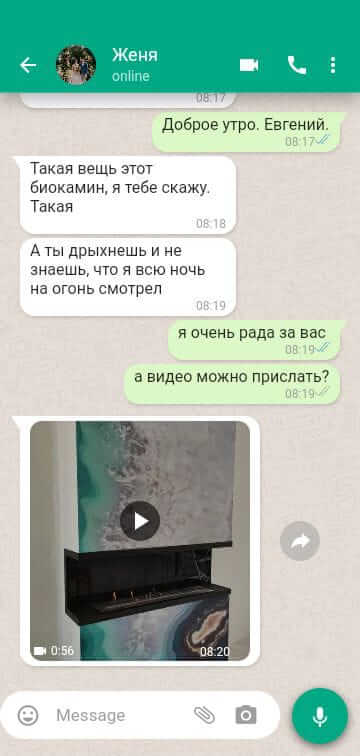 Женя
online
08:17
Доброе утро. Евгений.
08:17
Такая вещь этот
биокамин, я тебе скажу.
Такая
08:18
А ты дрыхнешь и не
знаешь, что я всю ночь
на огонь смотрел
08:19
я очень рада за вас
08:19
а видео можно прислать?
08:19
0:56
08:20
Message